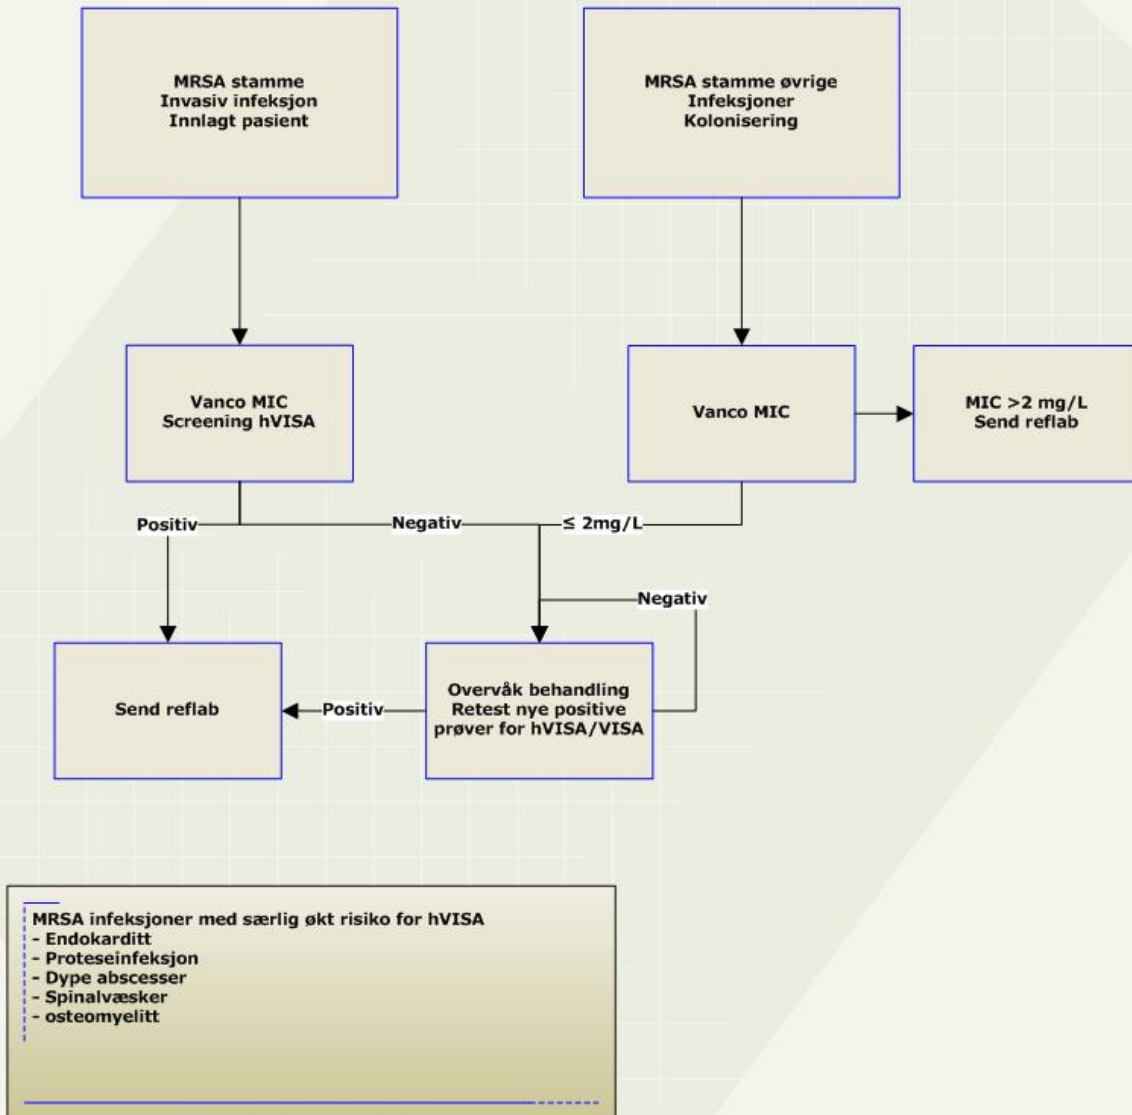 MRSA stamme
Invasiv infeksjon
Innlagt pasient
MRSA stamme øvrige
Infeksjoner
Kolonisering
Vanco MIC
Screening hVISA
Vanco MIC
MIC >2 mg/L
Send reflab
Positiv
Negativ
≤ 2mg/L
Negativ
Send reflab
Positiv
Overvåk behandling
Retest nye positive
prøver for hVISA/VISA
MRSA infeksjoner med særlig økt risiko for hVISA
- Endokarditt
- Proteseinfeksjon
- Dype abscesser
- Spinalvæsker
- osteomyelitt